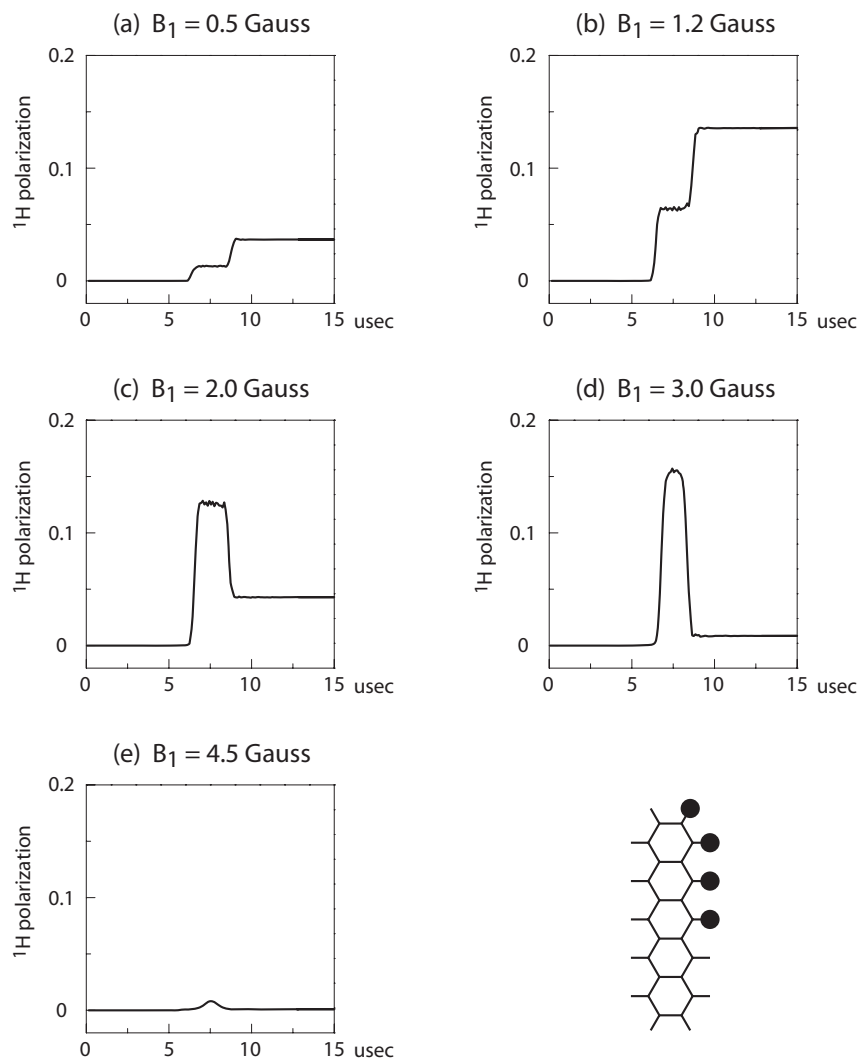 (a) B1 = 0.5 Gauss
0.2
0.1
0
¹H polarization
0 5 10 15 usec
(b) B1 = 1.2 Gauss
0.2
0.1
0
¹H polarization
0 5 10 15 usec
(c) B1 = 2.0 Gauss
0.2
0.1
0
¹H polarization
0 5 10 15 usec
(d) B1 = 3.0 Gauss
0.2
0.1
0
¹H polarization
0 5 10 15 usec
(e) B1 = 4.5 Gauss
0.2
0.1
0
¹H polarization
0 5 10 15 usec